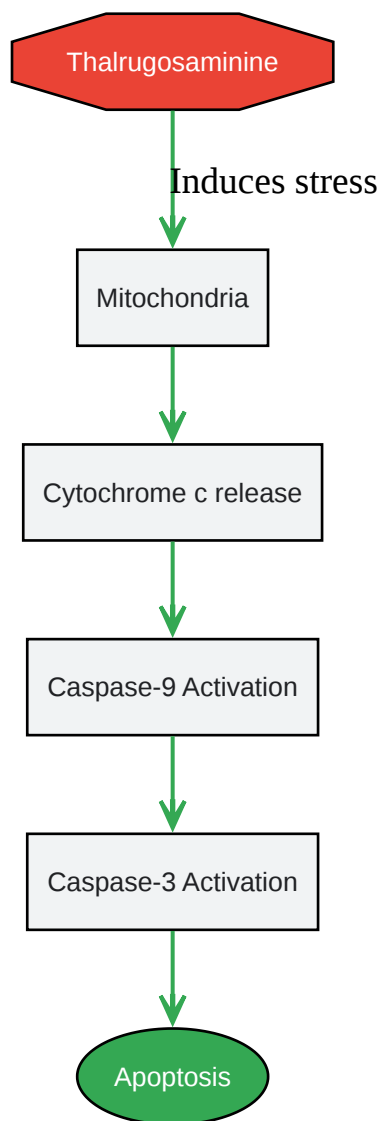 Thalrugosaminine
Induces stress
Mitochondria
Cytochrome c release
Caspase-9 Activation
Caspase-3 Activation
Apoptosis